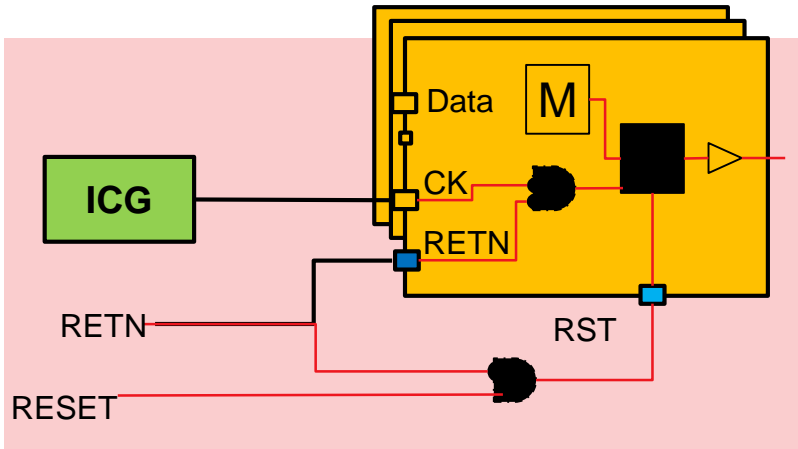 Data
M
ICG
CK
RETN
RETN
RST
RESET